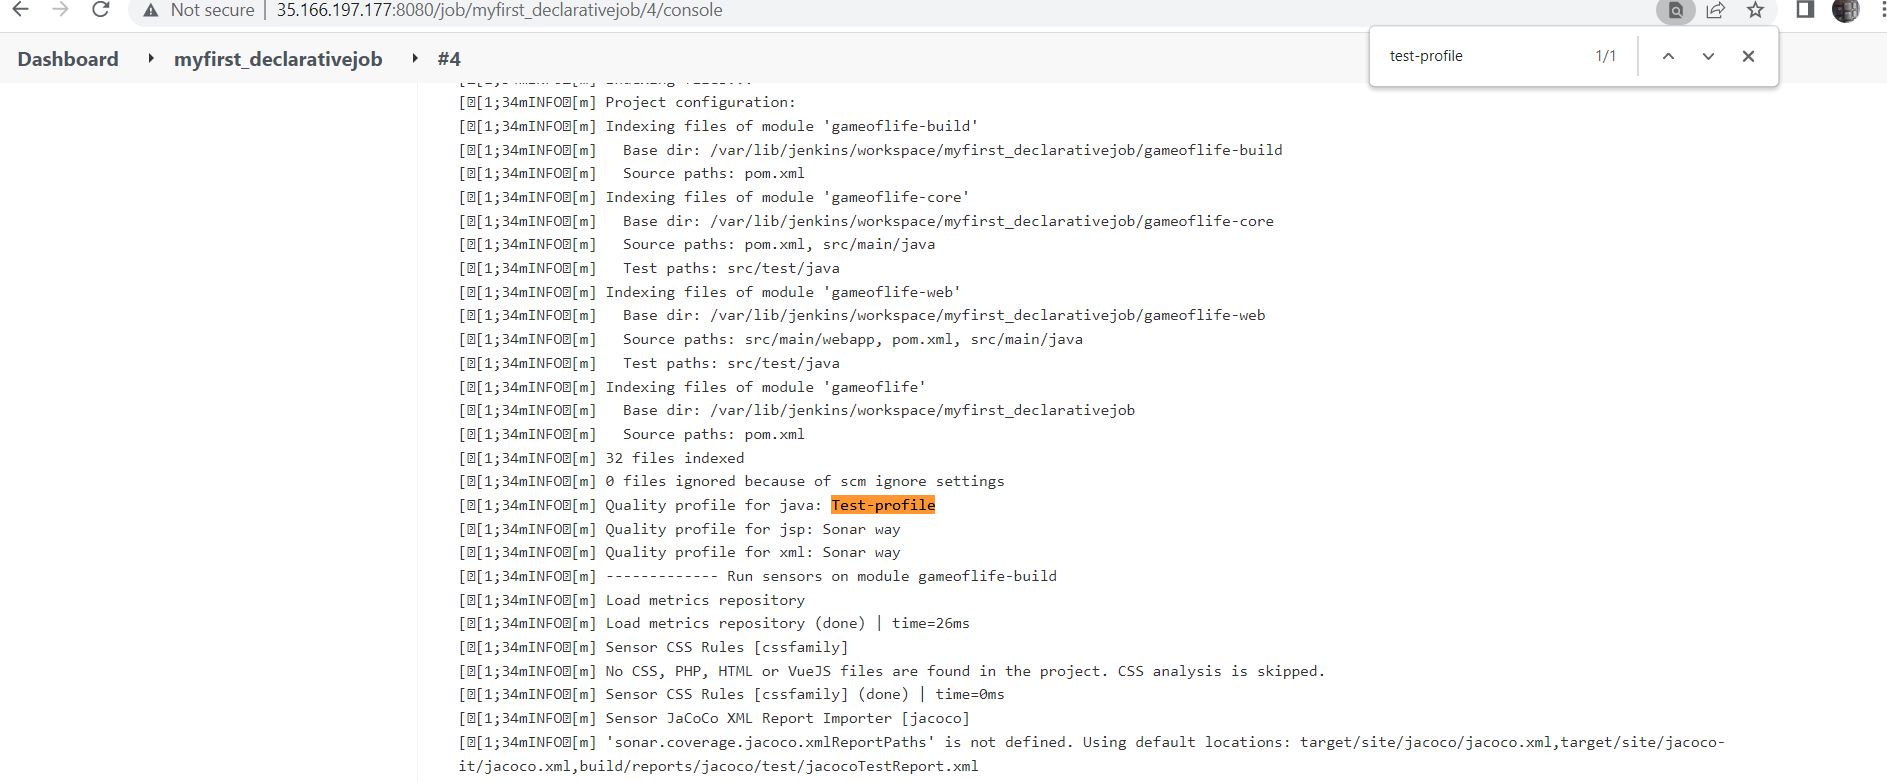 Not secure | 35.166.197.177:8080/job/myfirst_declarativejob/4/console
test-profile 1/1
Dashboard myfirst_declarativejob #4
[␛[1;34mINFO␛[m] Project configuration:
[␛[1;34mINFO␛[m] Indexing files of module 'gameoflife-build'
[␛[1;34mINFO␛[m]   Base dir: /var/lib/jenkins/workspace/myfirst_declarativejob/gameoflife-build
[␛[1;34mINFO␛[m]   Source paths: pom.xml
[␛[1;34mINFO␛[m] Indexing files of module 'gameoflife-core'
[␛[1;34mINFO␛[m]   Base dir: /var/lib/jenkins/workspace/myfirst_declarativejob/gameoflife-core
[␛[1;34mINFO␛[m]   Source paths: pom.xml, src/main/java
[␛[1;34mINFO␛[m]   Test paths: src/test/java
[␛[1;34mINFO␛[m] Indexing files of module 'gameoflife-web'
[␛[1;34mINFO␛[m]   Base dir: /var/lib/jenkins/workspace/myfirst_declarativejob/gameoflife-web
[␛[1;34mINFO␛[m]   Source paths: src/main/webapp, pom.xml, src/main/java
[␛[1;34mINFO␛[m]   Test paths: src/test/java
[␛[1;34mINFO␛[m] Indexing files of module 'gameoflife'
[␛[1;34mINFO␛[m]   Base dir: /var/lib/jenkins/workspace/myfirst_declarativejob
[␛[1;34mINFO␛[m]   Source paths: pom.xml
[␛[1;34mINFO␛[m] 32 files indexed
[␛[1;34mINFO␛[m] 0 files ignored because of scm ignore settings
[␛[1;34mINFO␛[m] Quality profile for java: Test-profile
[␛[1;34mINFO␛[m] Quality profile for jsp: Sonar way
[␛[1;34mINFO␛[m] Quality profile for xml: Sonar way
[␛[1;34mINFO␛[m] ------------- Run sensors on module gameoflife-build
[␛[1;34mINFO␛[m] Load metrics repository
[␛[1;34mINFO␛[m] Load metrics repository (done) | time=26ms
[␛[1;34mINFO␛[m] Sensor CSS Rules [cssfamily]
[␛[1;34mINFO␛[m] No CSS, PHP, HTML or VueJS files are found in the project. CSS analysis is skipped.
[␛[1;34mINFO␛[m] Sensor CSS Rules [cssfamily] (done) | time=0ms
[␛[1;34mINFO␛[m] Sensor JaCoCo XML Report Importer [jacoco]
[␛[1;34mINFO␛[m] 'sonar.coverage.jacoco.xmlReportPaths' is not defined. Using default locations: target/site/jacoco/jacoco.xml,target/site/jacoco-
it/jacoco.xml,build/reports/jacoco/test/jacocoTestReport.xml